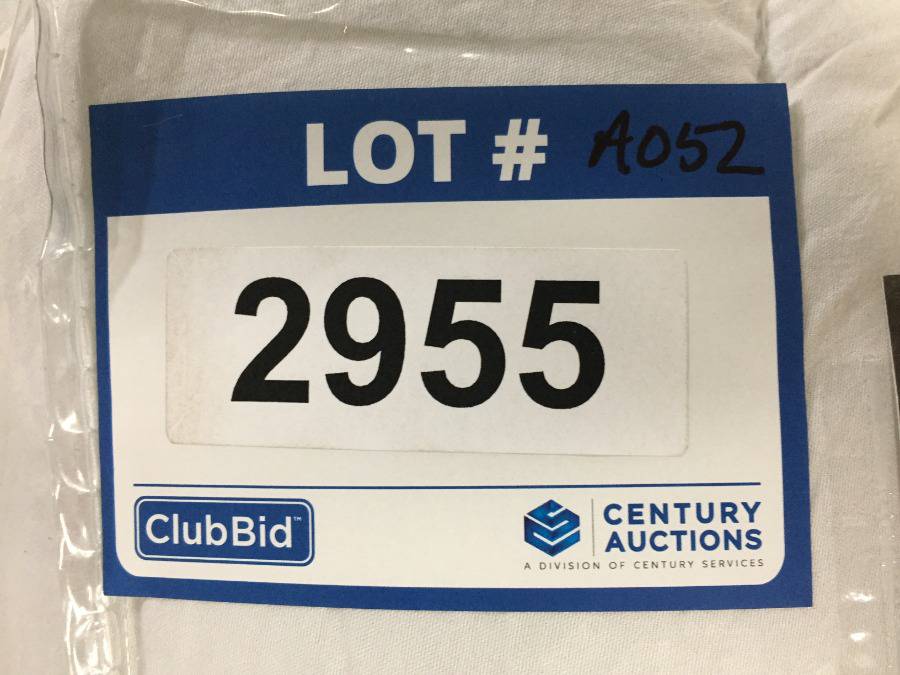 LOT # A052
2955
ClubBid™
CENTURY
AUCTIONS
A DIVISION OF CENTURY SERVICES